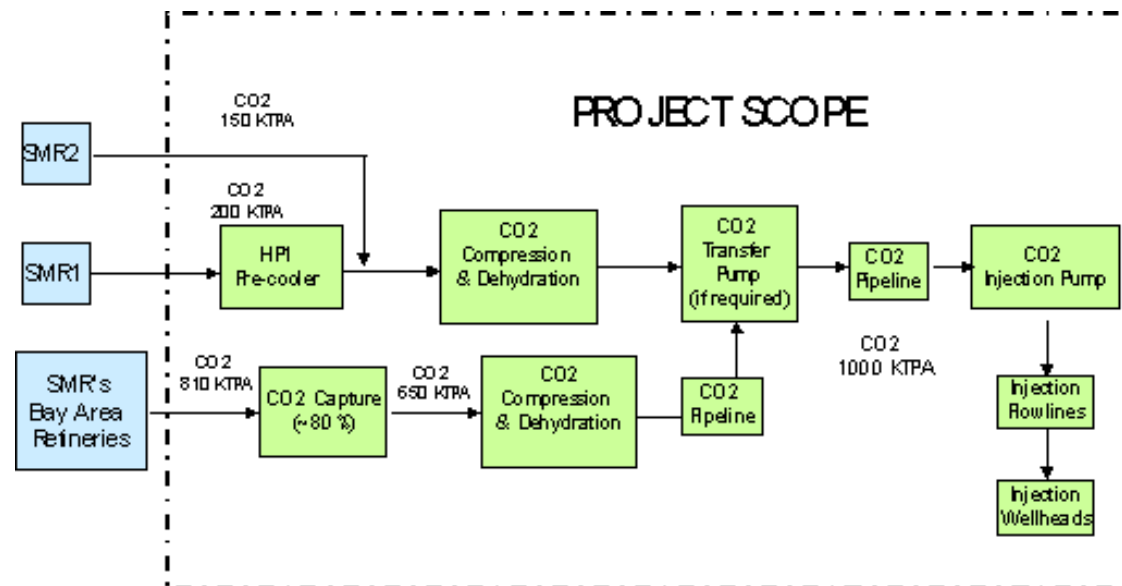 PROJECT SCOPE
CO2
150 KTPA
SMR2
CO2
200 KTPA
SMR1
HP1
Pre-cooler
CO2
Compression
& Dehydration
CO2
Transfer
Pump
(if required)
CO2
Pipeline
CO2
Injection Pump
CO2
1000 KTPA
SMR's
Bay Area
Refineries
CO2
810 KTPA
CO2 Capture
(~80 %)
CO2
650 KTPA
CO2
Compression
& Dehydration
CO2
Pipeline
Injection
Flowlines
Injection
Wellheads